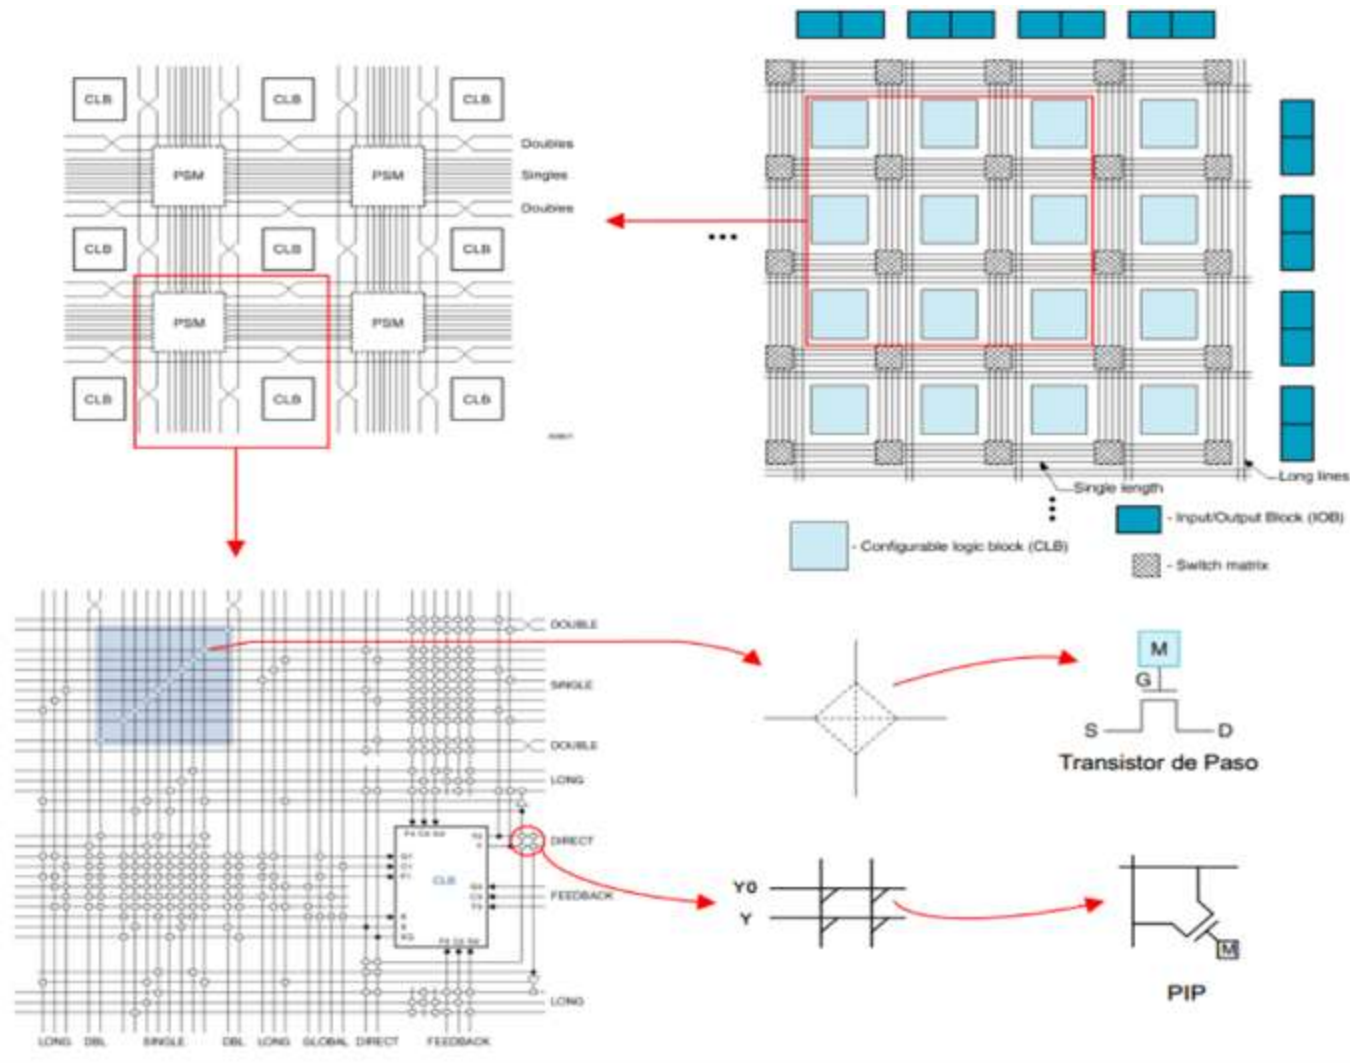 CLB
CLB
CLB
Doubles
PSM
PSM
Singles
Doubles
CLB
CLB
CLB
PSM
PSM
CLB
CLB
CLB
...
Single length
Long lines
- Input/Output Block (IOB)
- Configurable logic block (CLB)
- Switch matrix
DOUBLE
SINGLE
DOUBLE
LONG
DIRECT
CLB
FEEDBACK
LONG
LONG DBL SINGLE DBL LONG GLOBAL DIRECT FEEDBACK
M
G
S
D
Transistor de Paso
Y0
Y
M
PIP